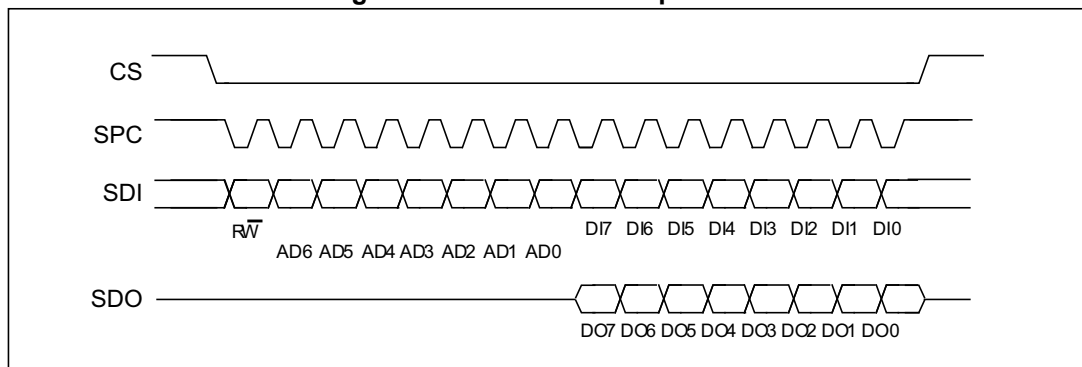 CS
SPC
SDI
RW
DI7 DI6 DI5 DI4 DI3 DI2 DI1 DI0
AD6 AD5 AD4 AD3 AD2 AD1 AD0
SDO
DO7 DO6 DO5 DO4 DO3 DO2 DO1 DO0